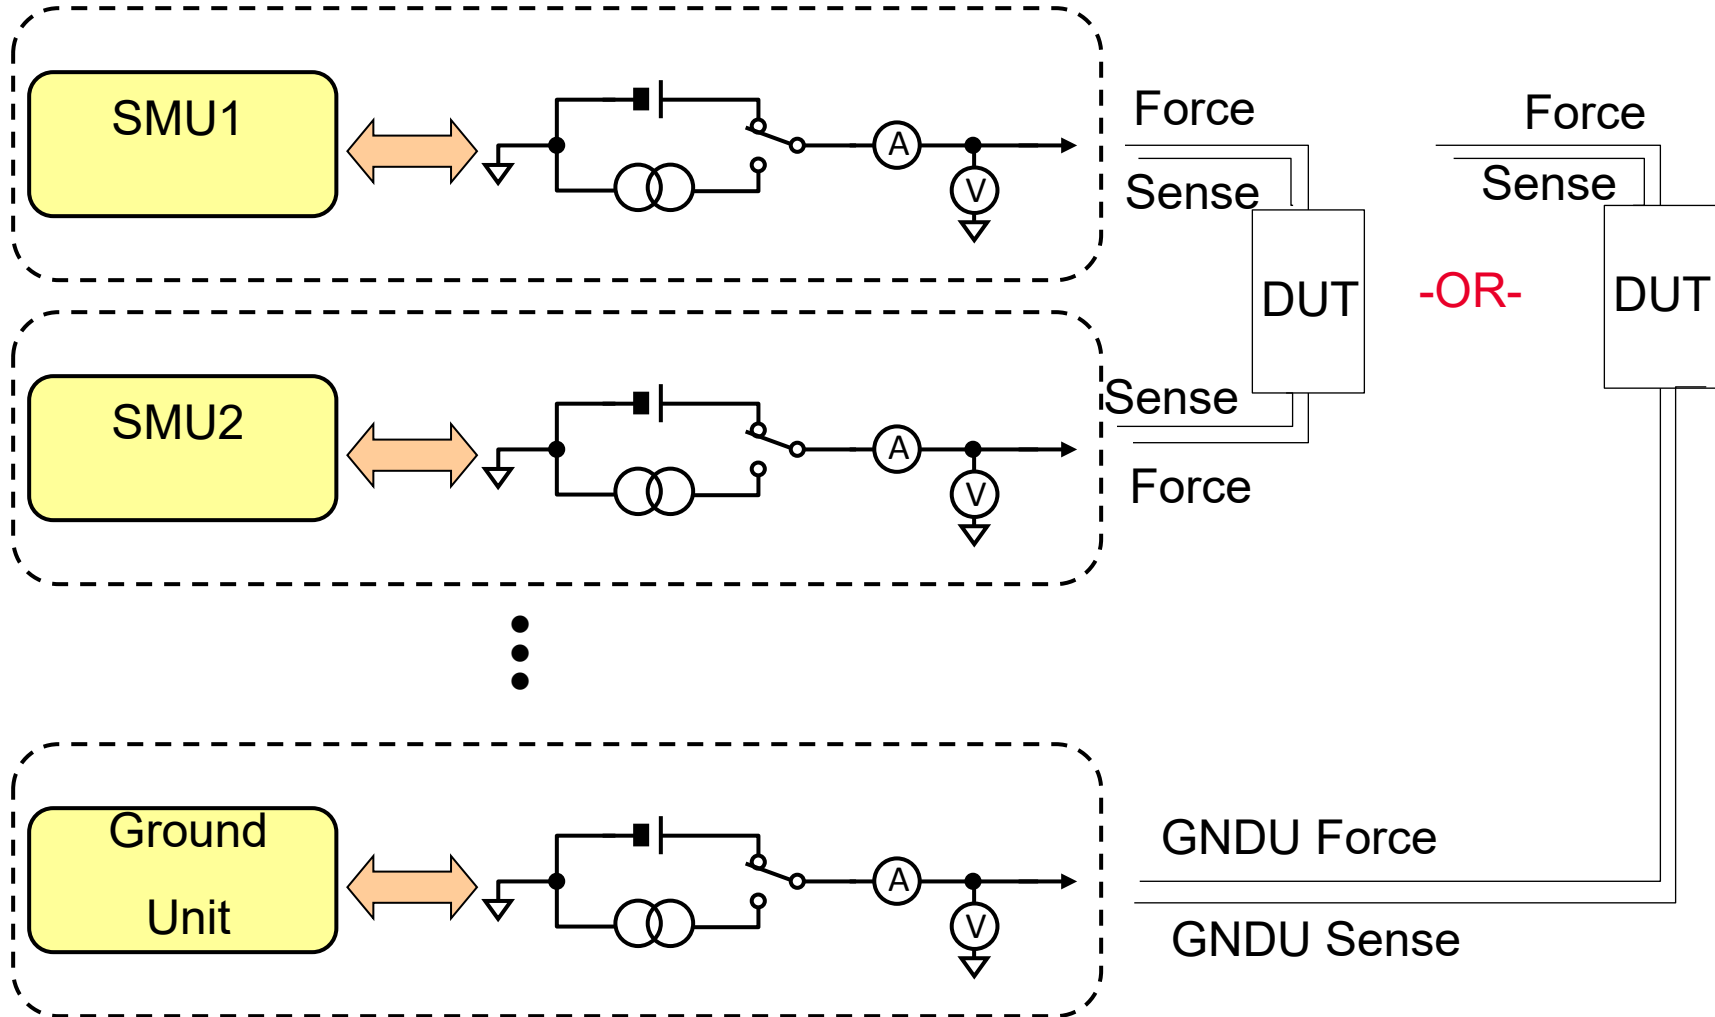 SMU1
A
V
Force
Sense
DUT
-OR-
Force
Sense
DUT
SMU2
A
V
Sense
Force
Ground
Unit
A
V
GNDU Force
GNDU Sense